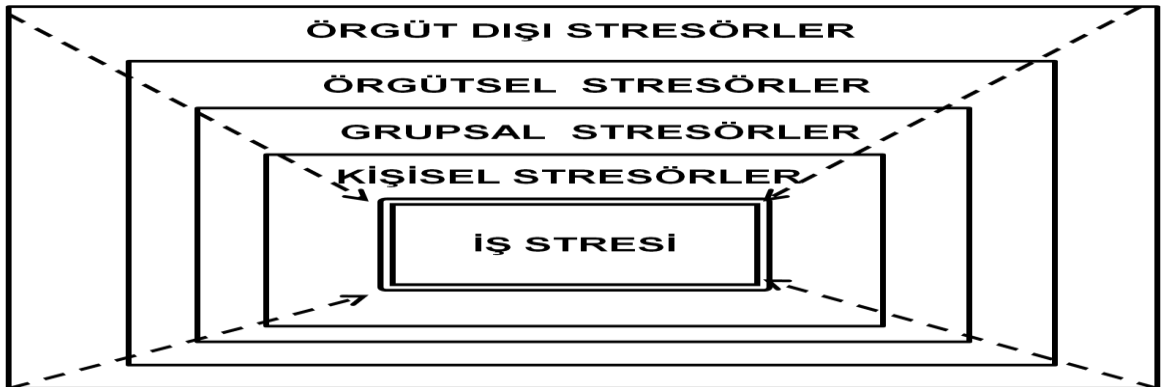 ÖRGÜT DIŞI STRESÖRLER
ÖRGÜTSEL STRESÖRLER
GRUPSAL STRESÖRLER
KİŞİSEL STRESÖRLER
İŞ STRESİ